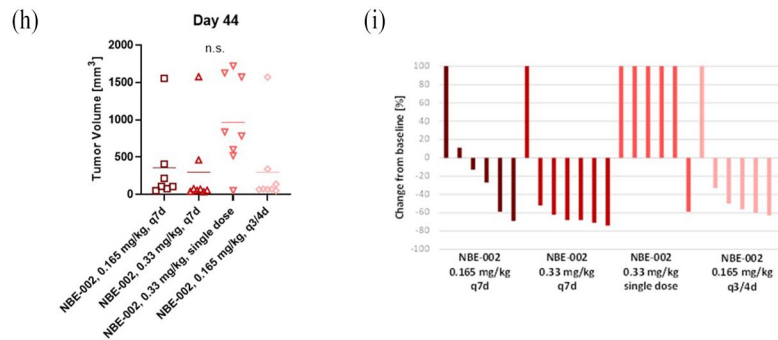 (h)
Day 44
n.s.
Tumor Volume [mm³]
2000
1500
1000
500
0
NBE-002, 0.165 mg/kg, q7d
NBE-002, 0.33 mg/kg, q7d
NBE-002, 0.33 mg/kg, single dose
NBE-002, 0.165 mg/kg, q3/4d
(i)
Change from baseline [%]
100
80
60
40
20
0
-20
-40
-60
-80
-100
NBE-002 NBE-002 NBE-002 NBE-002
0.165 mg/kg 0.33 mg/kg 0.33 mg/kg 0.165 mg/kg
q7d q7d single dose q3/4d